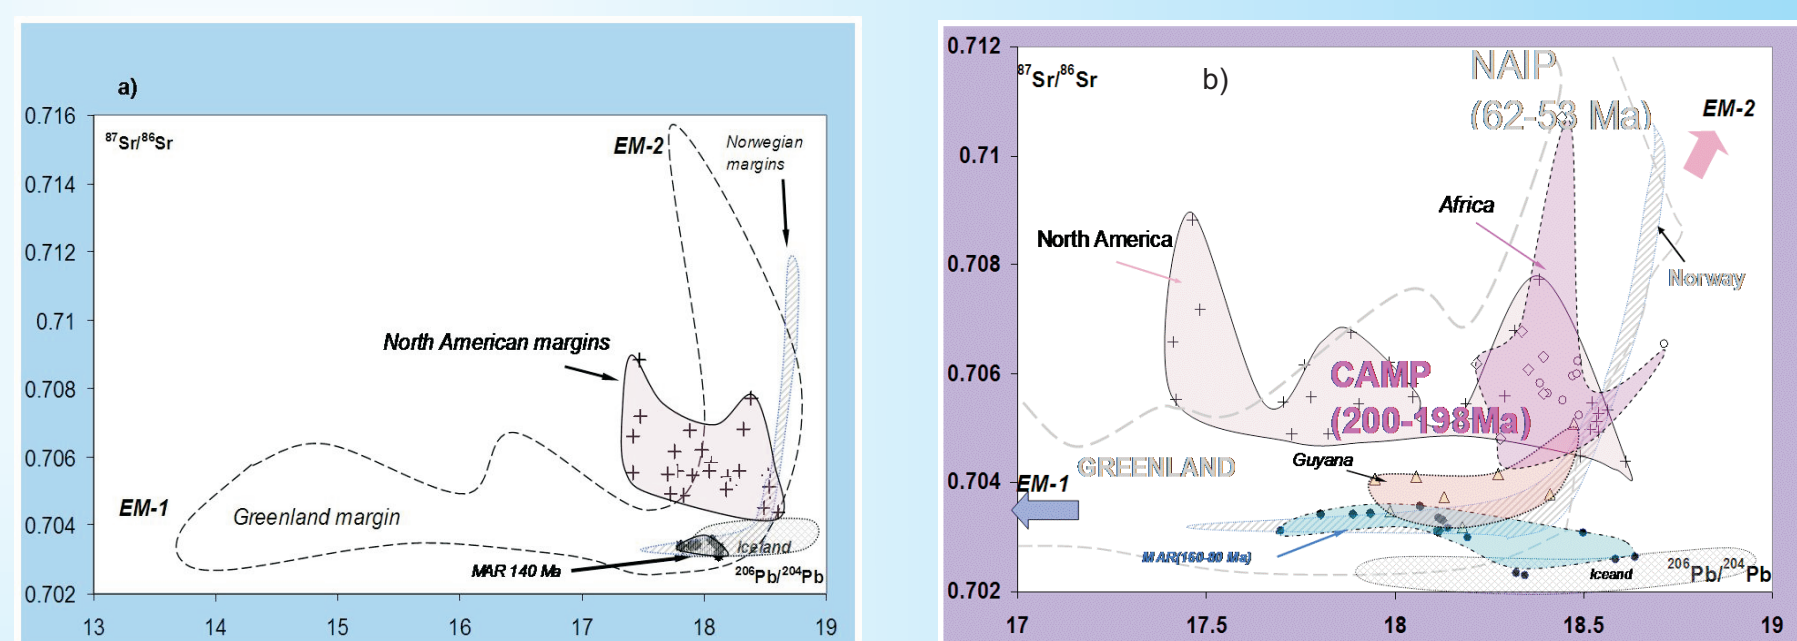 a)
0.716
0.714
0.712
0.71
0.708
0.706
0.704
0.702
87Sr/86Sr
EM-2
Norwegian
margins
North American margins
EM-1
Greenland margin
Iceland
MAR 140 Ma
206Pb/204Pb
13 14 15 16 17 18 19
b)
0.712
0.71
0.708
0.706
0.704
0.702
87Sr/86Sr
NAIP
(62-53 Ma)
EM-2
Africa
North America
Norway
CAMP
(200-198Ma)
Guyana
GREENLAND
EM-1
MAR(150-80 Ma)
Iceand
206Pb/204Pb
17 17.5 18 18.5 19